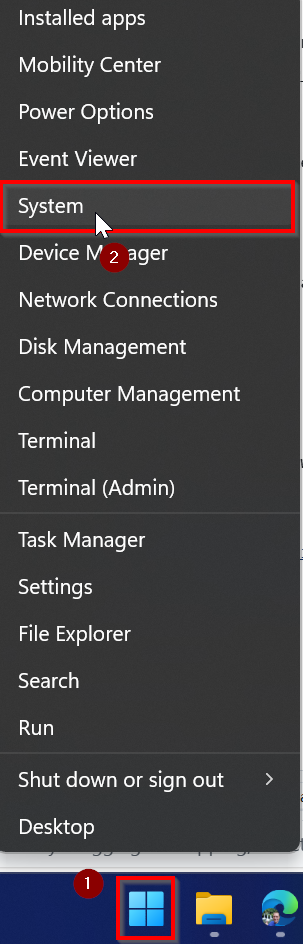 Installed apps
Mobility Center
Power Options
Event Viewer
System
2
Device Manager
Network Connections
Disk Management
Computer Management
Terminal
Terminal (Admin)
Task Manager
Settings
File Explorer
Search
Run
Shut down or sign out
Desktop
1